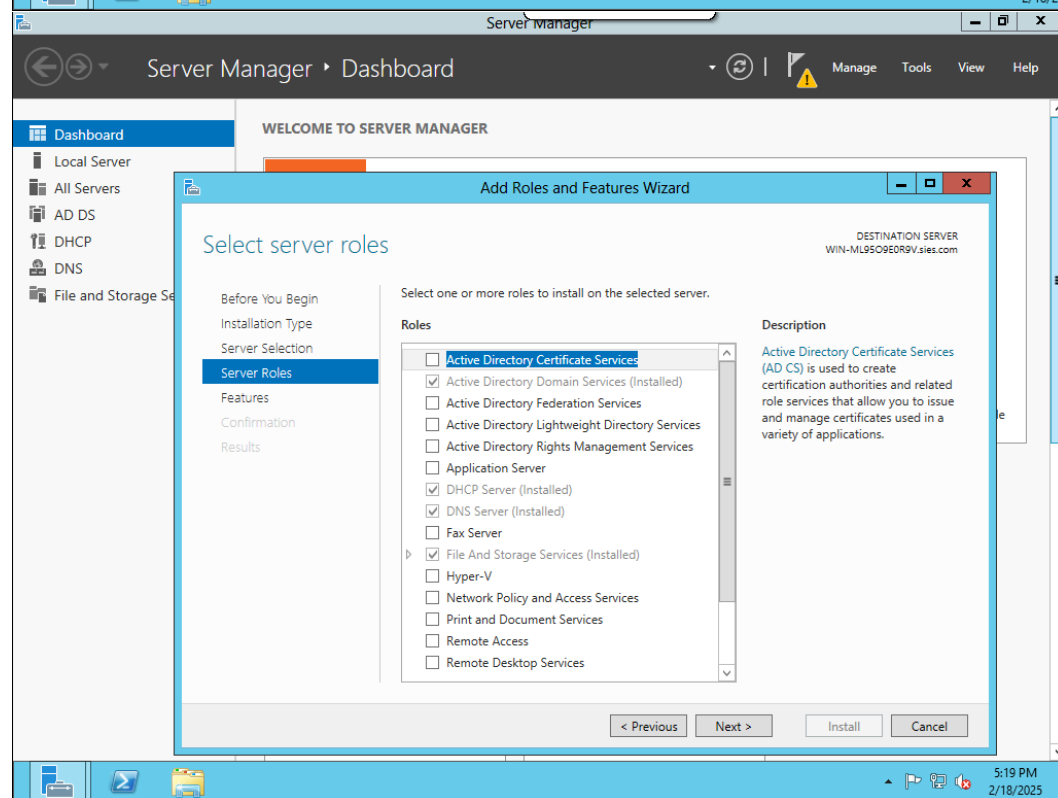 Server Manager
Server Manager • Dashboard
Manage Tools View Help
Dashboard
Local Server
All Servers
AD DS
DHCP
DNS
File and Storage Se
WELCOME TO SERVER MANAGER
Add Roles and Features Wizard
Select server roles
DESTINATION SERVER
WIN-ML95O9E0R9V.sies.com
Before You Begin
Installation Type
Server Selection
Server Roles
Features
Confirmation
Results
Select one or more roles to install on the selected server.
Roles
Active Directory Certificate Services
Active Directory Domain Services (Installed)
Active Directory Federation Services
Active Directory Lightweight Directory Services
Active Directory Rights Management Services
Application Server
DHCP Server (Installed)
DNS Server (Installed)
Fax Server
File And Storage Services (Installed)
Hyper-V
Network Policy and Access Services
Print and Document Services
Remote Access
Remote Desktop Services
Description
Active Directory Certificate Services
(AD CS) is used to create
certification authorities and related
role services that allow you to issue
and manage certificates used in a
variety of applications.
< Previous
Next >
Install
Cancel
5:19 PM
2/18/2025